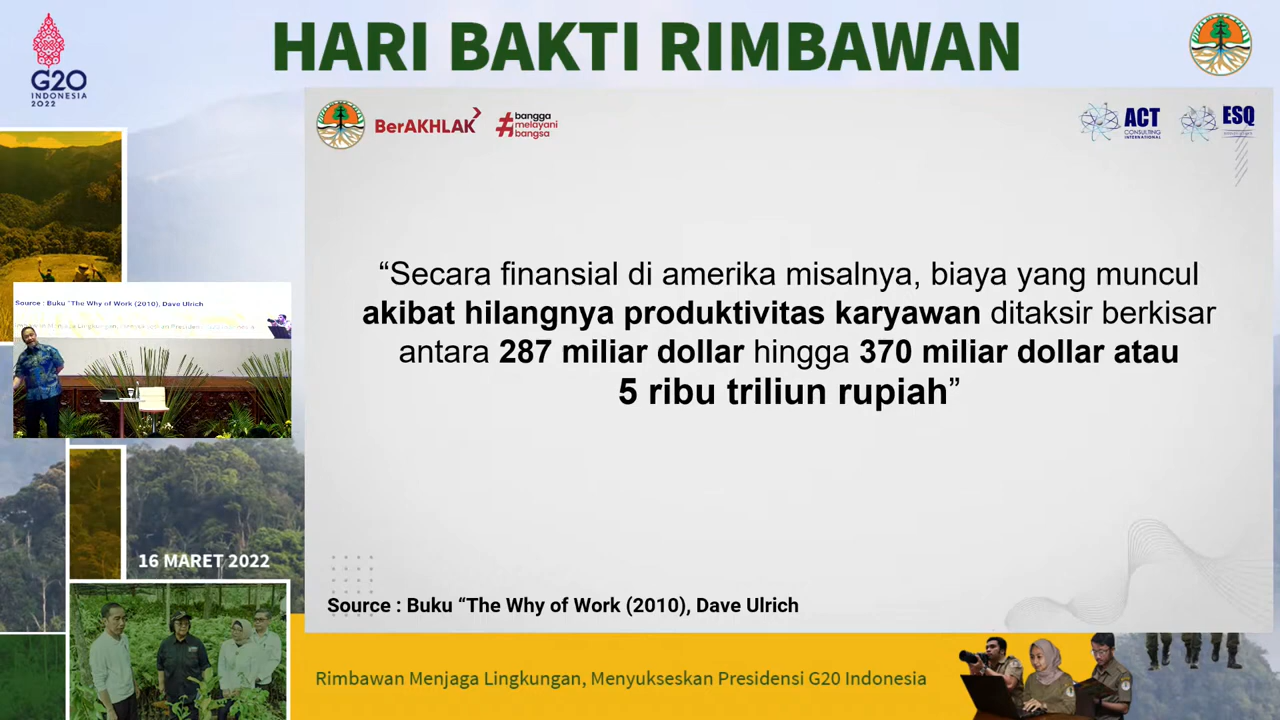 G20
INDONESIA
2022
HARI BAKTI RIMBAWAN
BerAKHLAK
#bangga
melayani
bangsa
ACT
CONSULTING
INTERNATIONAL
ESQ
“Secara finansial di amerika misalnya, biaya yang muncul
akibat hilangnya produktivitas karyawan ditaksir berkisar
antara 287 miliar dollar hingga 370 miliar dollar atau
5 ribu triliun rupiah”
Source : Buku “The Why of Work (2010), Dave Ulrich
Source : Buku “The Why of Work (2010), Dave Ulrich
16 MARET 2022
Rimbawan Menjaga Lingkungan, Menyukseskan Presidensi G20 Indonesia